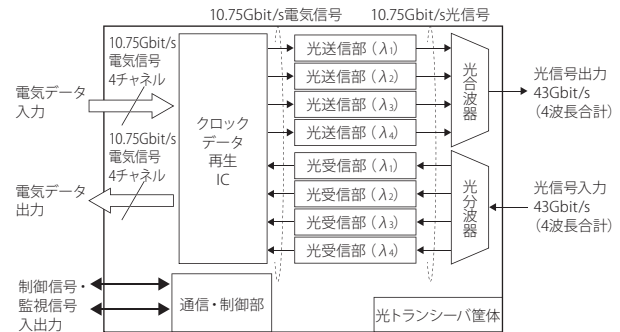 10.75Gbit/s電気信号
10.75Gbit/s光信号
10.75Gbit/s
電気信号
4チャネル
電気データ
入力
10.75Gbit/s
電気信号
4チャネル
電気データ
出力
クロック
データ
再生
IC
光送信部(λ1)
光送信部(λ2)
光送信部(λ3)
光送信部(λ4)
光受信部(λ1)
光受信部(λ2)
光受信部(λ3)
光受信部(λ4)
光合波器
光分波器
光信号出力
43Gbit/s
(4波長合計)
光信号入力
43Gbit/s
(4波長合計)
制御信号・
監視信号
入出力
通信・制御部
光トランシーバ筐体